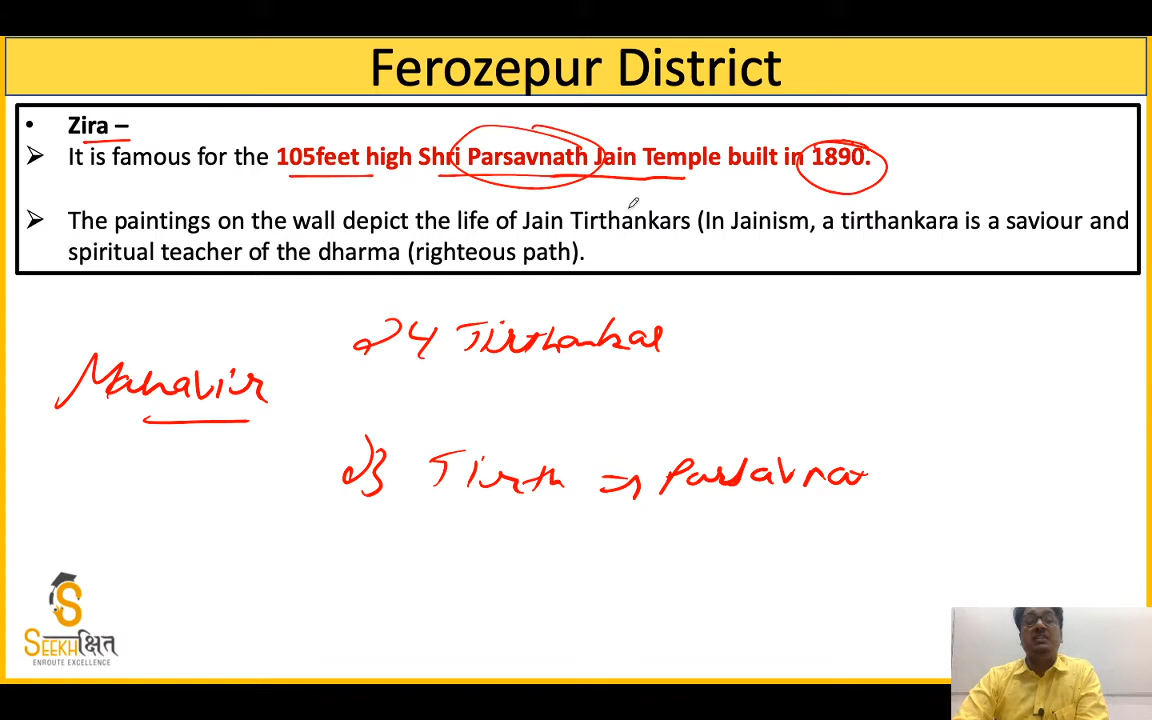 Ferozepur District
• Zira –
➢ It is famous for the 105feet high Shri Parsavnath Jain Temple built in 1890.
➢ The paintings on the wall depict the life of Jain Tirthankars (In Jainism, a tirthankara is a saviour and
spiritual teacher of the dharma (righteous path).
24 Tirthankar
Mahavir
23 Tirth ⇒ Parsavnat
S
SEEKHक्षित
ENROUTE EXCELLENCE